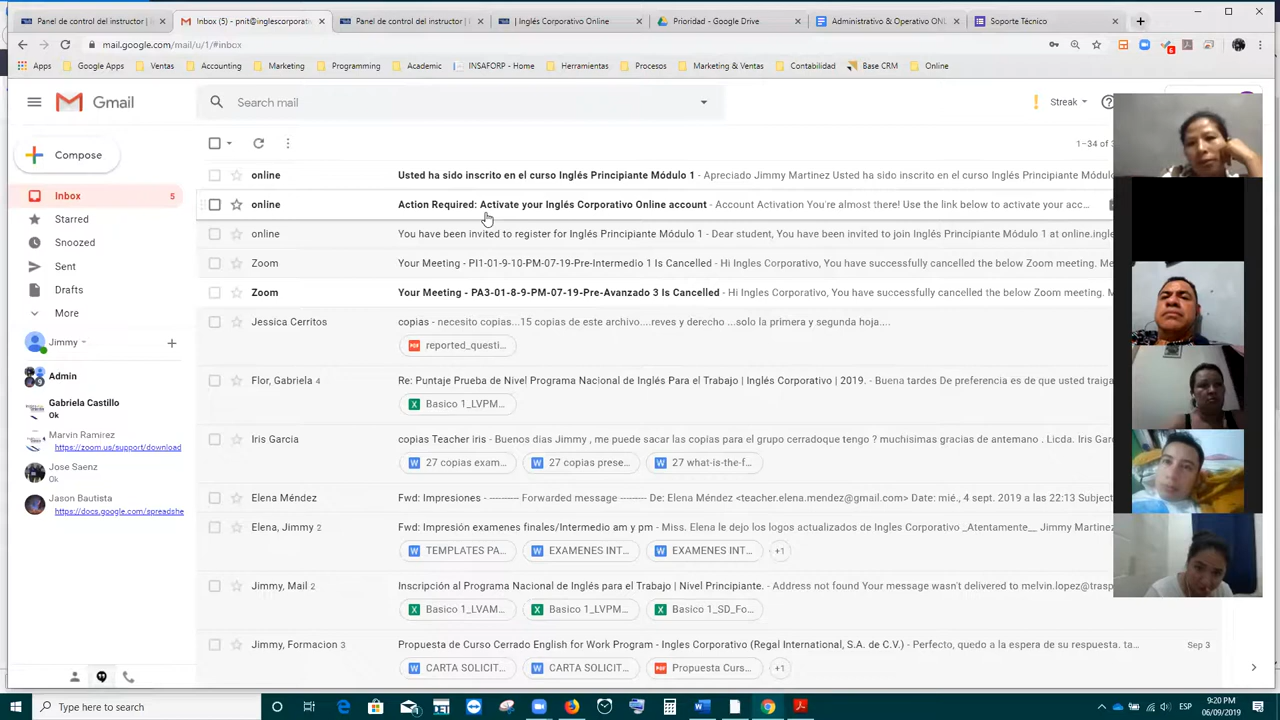 Panel de control del instructor |
Inbox (5) - pnit@inglescorporat
Panel de control del instructor |
| Inglés Corporativo Online
Prioridad - Google Drive
Administrativo & Operativo ONL
Soporte Técnico
mail.google.com/mail/u/1/#inbox
6
Apps
Google Apps
Ventas
Accounting
Marketing
Programming
Academic
INSAFORP - Home
Herramientas
Procesos
Marketing & Ventas
Contabilidad
Base CRM
Online
Gmail
Search mail
Streak
Compose
1–34 of 3
Inbox 5
Starred
Snoozed
Sent
Drafts
More
Jimmy
Admin
Gabriela Castillo
Ok
Marvin Ramirez
https://zoom.us/support/download
Jose Saenz
Ok
Jason Bautista
https://docs.google.com/spreadshe
online Usted ha sido inscrito en el curso Inglés Principiante Módulo 1 - Apreciado Jimmy Martinez Usted ha sido inscrito en el curso Inglés Principiante Módulo 1 en
online Action Required: Activate your Inglés Corporativo Online account - Account Activation You're almost there! Use the link below to activate your acc...
online You have been invited to register for Inglés Principiante Módulo 1 - Dear student, You have been invited to join Inglés Principiante Módulo 1 at online.ingle
Zoom Your Meeting - PI1-01-9-10-PM-07-19-Pre-Intermedio 1 Is Cancelled - Hi Ingles Corporativo, You have successfully cancelled the below Zoom meeting. M
Zoom Your Meeting - PA3-01-8-9-PM-07-19-Pre-Avanzado 3 Is Cancelled - Hi Ingles Corporativo, You have successfully cancelled the below Zoom meeting. Me
Jessica Cerritos copias - necesito copias...15 copias de este archivo....reves y derecho ...solo la primera y segunda hoja....
reported_questi...
Flor, Gabriela 4 Re: Puntaje Prueba de Nivel Programa Nacional de Inglés Para el Trabajo | Inglés Corporativo | 2019. - Buena tardes De preferencia es de que usted traiga
Basico 1_LVPM...
Iris Garcia copias Teacher iris - Buenos dias Jimmy , me puede sacar las copias para el grupo cerradoque tengo ? muchisimas gracias de antemano . Licda. Iris Garc
27 copias exam... 27 copias prese... 27 what-is-the-f...
Elena Méndez Fwd: Impresiones - ---------- Forwarded message --------- De: Elena Méndez <teacher.elena.mendez@gmail.com> Date: mié., 4 sept. 2019 a las 22:13 Subject
Elena, Jimmy 2 Fwd: Impresión examenes finales/Intermedio am y pm - Miss. Elena le dejo los logos actualizados de Ingles Corporativo _Atentamente__ Jimmy Martinez
TEMPLATES PA... EXAMENES INT... EXAMENES INT... +1
Jimmy, Mail 2 Inscripción al Programa Nacional de Inglés para el Trabajo | Nivel Principiante. - Address not found Your message wasn't delivered to melvin.lopez@trasp
Basico 1_LVAM... Basico 1_LVPM... Basico 1_SD_Fo...
Jimmy, Formacion 3 Propuesta de Curso Cerrado English for Work Program - Ingles Corporativo (Regal International, S.A. de C.V.) - Perfecto, quedo a la espera de su respuesta. ta... Sep 3
CARTA SOLICIT... CARTA SOLICIT... Propuesta Curs... +1
Type here to search
ESP
9:20 PM
06/09/2019